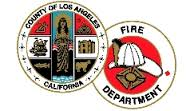 COUNTY OF LOS ANGELES
CALIFORNIA
FIRE
DEPARTMENT